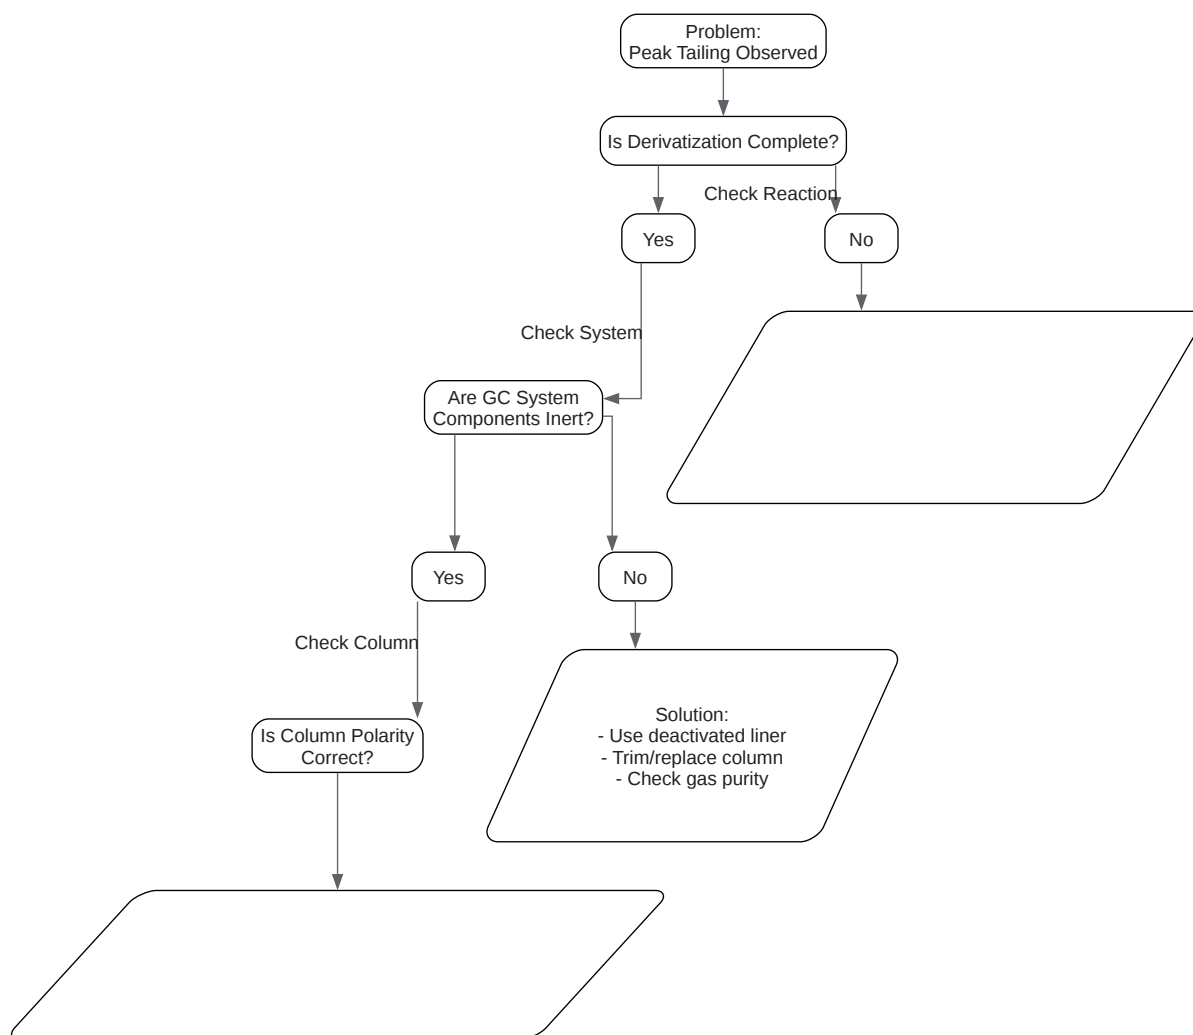 Problem:
Peak Tailing Observed
Is Derivatization Complete?
Check Reaction
Yes
No
Check System
Are GC System
Components Inert?
Yes
No
Check Column
Solution:
- Use deactivated liner
- Trim/replace column
- Check gas purity
Is Column Polarity
Correct?